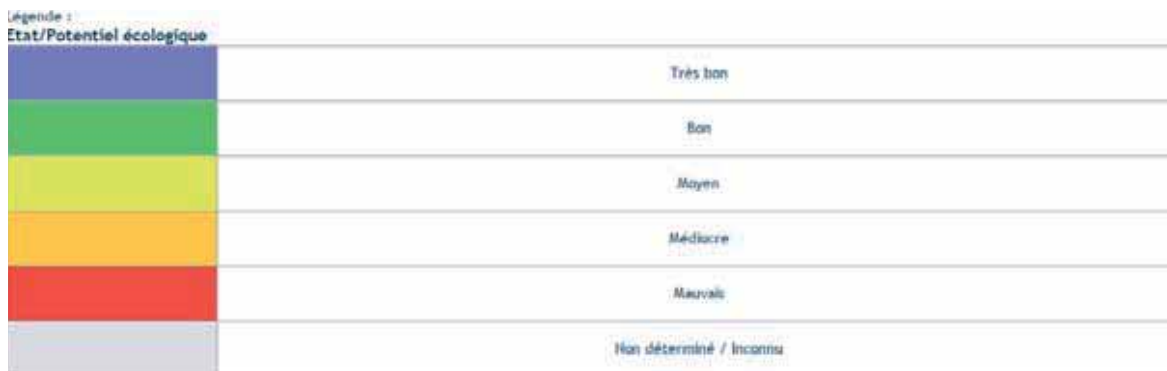 Légende :
Etat/Potentiel écologique
Très bon
Bon
Moyen
Médiocre
Mauvais
Non déterminé / Inconnu